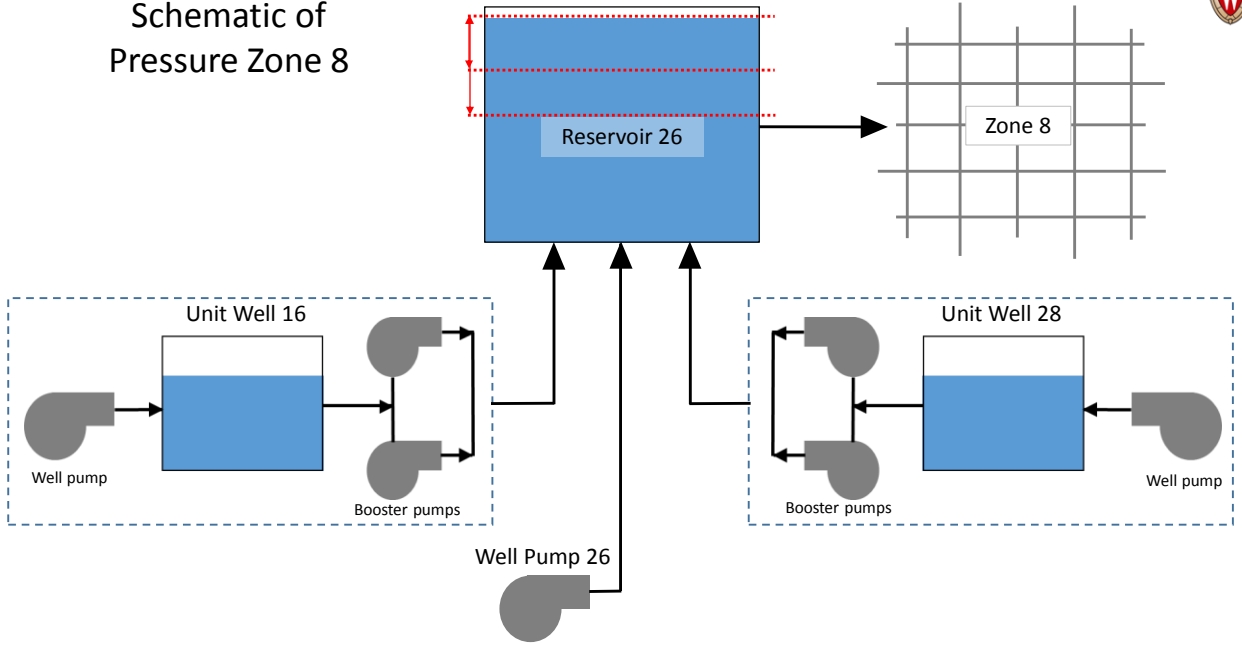 Schematic of
Pressure Zone 8
Reservoir 26
Zone 8
Unit Well 16
Unit Well 28
Well pump
Booster pumps
Booster pumps
Well pump
Well Pump 26